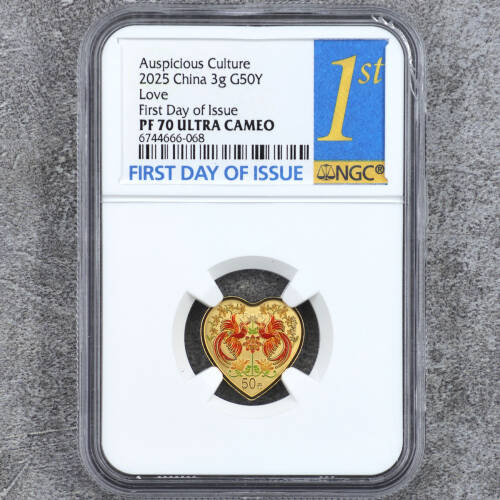 Auspicious Culture
2025 China 3g G50Y
Love
First Day of Issue
PF 70 ULTRA CAMEO
6744666-068
FIRST DAY OF ISSUE
1st
NGC®
50元